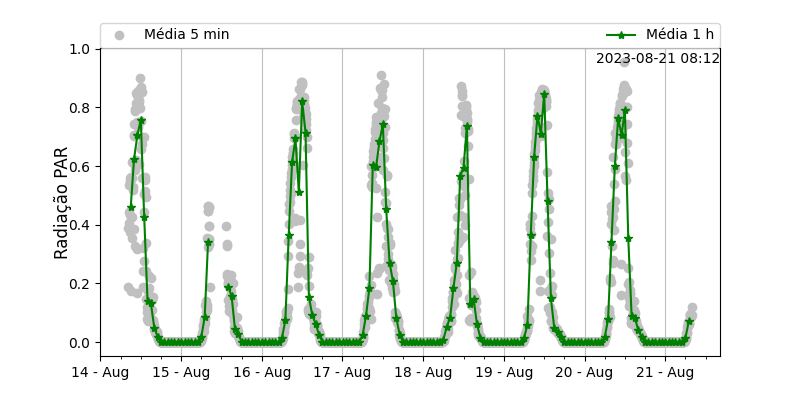 Média 5 min
Média 1 h
2023-08-21 08:12
Radiação PAR
1.0
0.8
0.6
0.4
0.2
0.0
14 - Aug
15 - Aug
16 - Aug
17 - Aug
18 - Aug
19 - Aug
20 - Aug
21 - Aug